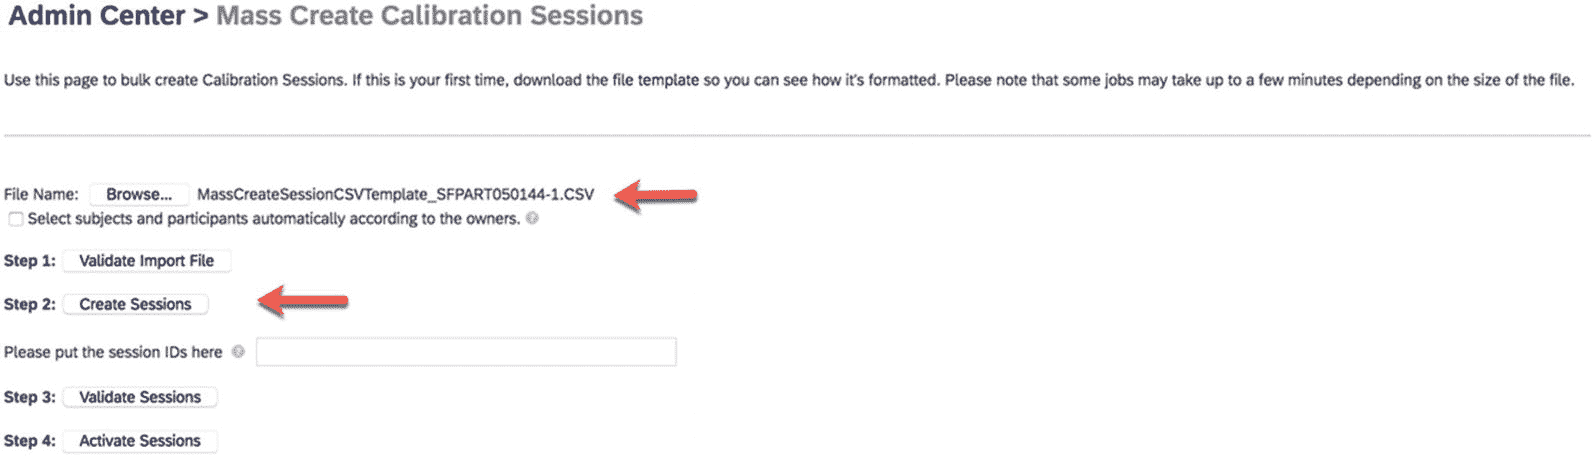 Admin Center > Mass Create Calibration Sessions
Use this page to bulk create Calibration Sessions. If this is your first time, download the file template so you can see how it's formatted. Please note that some jobs may take up to a few minutes depending on the size of the file.
File Name: Browse... MassCreateSessionCSVTemplate_SFPART050144-1.CSV
Select subjects and participants automatically according to the owners. ?
Step 1: Validate Import File
Step 2: Create Sessions
Please put the session IDs here ?
Step 3: Validate Sessions
Step 4: Activate Sessions